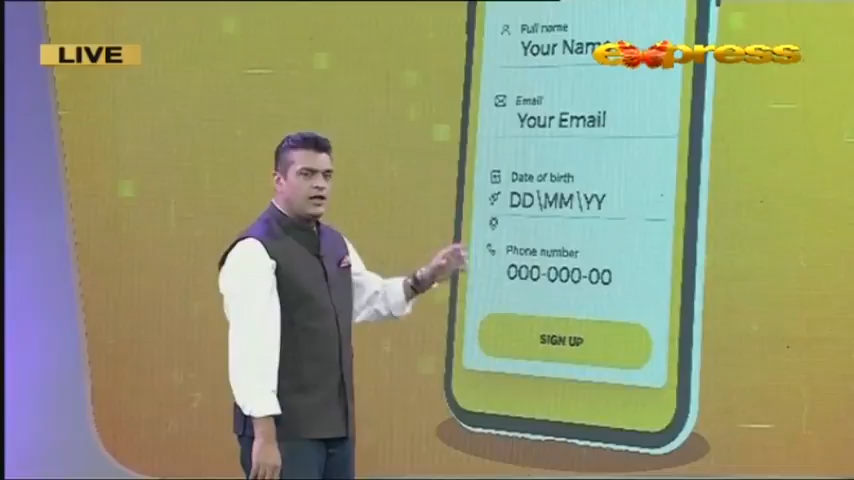 LIVE
express
Full name
Your Name
Email
Your Email
Date of birth
DD\MM\YY
Phone number
000-000-00
SIGN UP